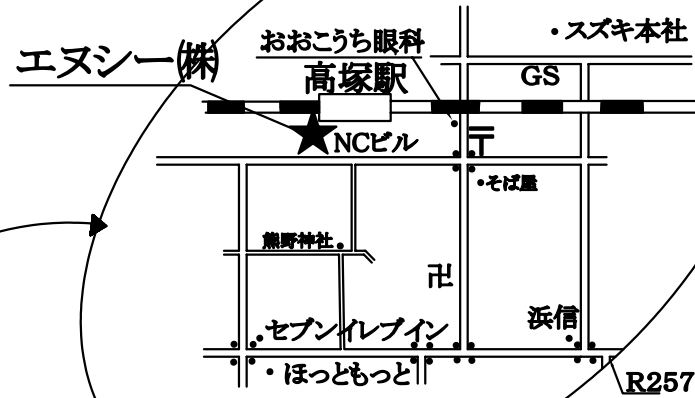 スズキ本社
おおこうち眼科
エヌシー㈱
高塚駅
GS
NCビル
〒
そば屋
熊野神社
卍
浜信
セブンイレブイン
ほっともっと
R257